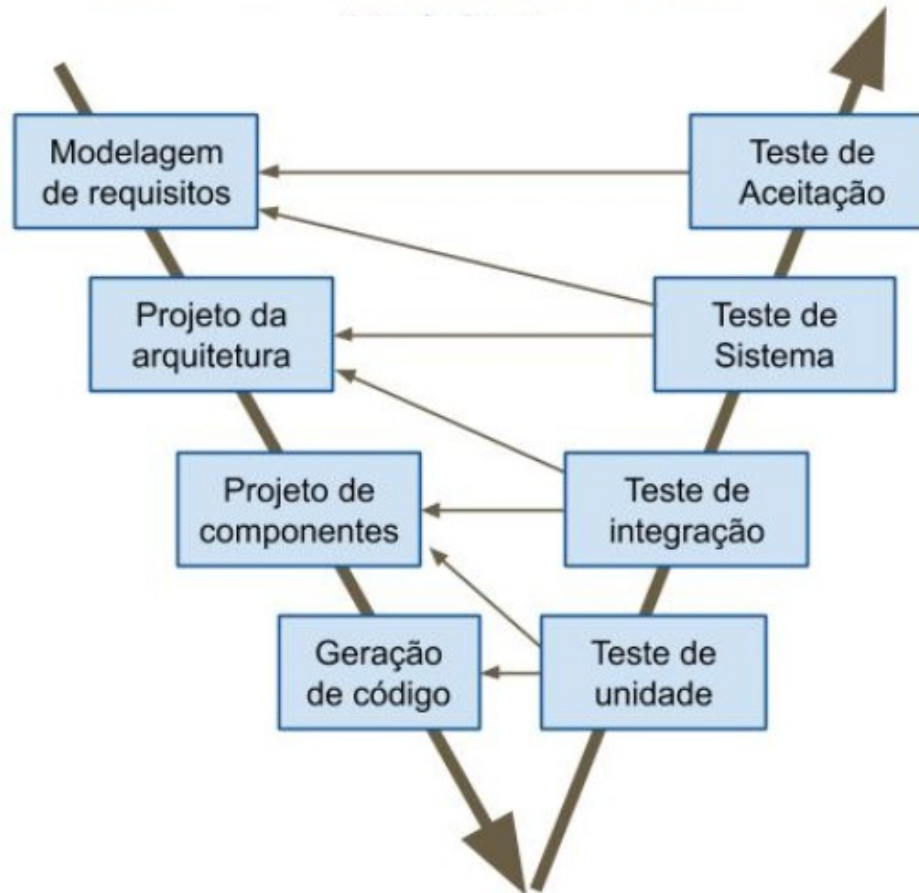 Modelagem
de requisitos
Teste de
Aceitação
Projeto da
arquitetura
Teste de
Sistema
Projeto de
componentes
Teste de
integração
Geração
de código
Teste de
unidade